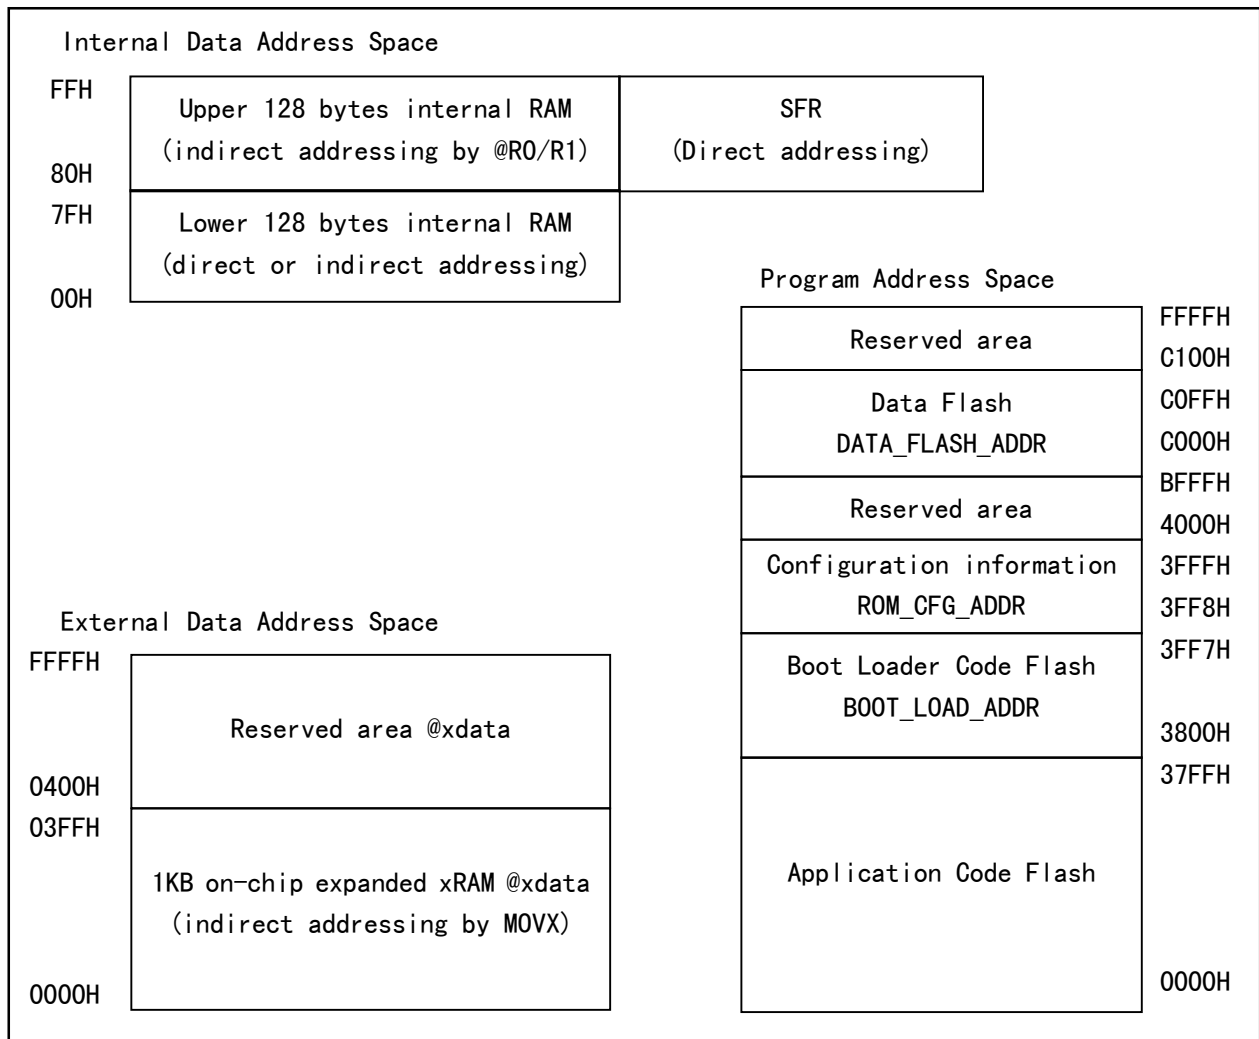 Internal Data Address Space
FFH
Upper 128 bytes internal RAM
(indirect addressing by @R0/R1)
80H
SFR
(Direct addressing)
7FH
Lower 128 bytes internal RAM
(direct or indirect addressing)
00H
Program Address Space
FFFFH
Reserved area
C100H
C0FFH
Data Flash
DATA_FLASH_ADDR
C000H
BFFFH
Reserved area
4000H
Configuration information
3FFFH
ROM_CFG_ADDR
3FF8H
3FF7H
Boot Loader Code Flash
BOOT_LOAD_ADDR
3800H
37FFH
Application Code Flash
0000H
External Data Address Space
FFFFH
Reserved area @xdata
0400H
03FFH
1KB on-chip expanded xRAM @xdata
(indirect addressing by MOVX)
0000H